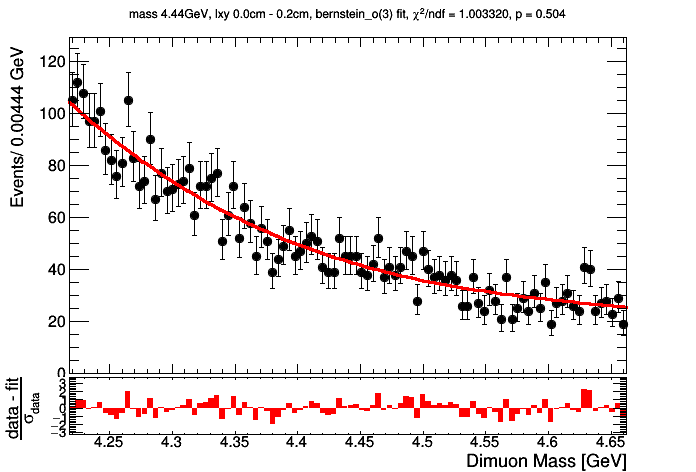 mass 4.44GeV, lxy 0.0cm - 0.2cm, bernstein_o(3) fit, χ²/ndf = 1.003320, p = 0.504
Events/ 0.00444 GeV
120
100
80
60
40
20
0
data - fit
σdata
3
2
1
0
−1
−2
−3
4.25 4.3 4.35 4.4 4.45 4.5 4.55 4.6 4.65
Dimuon Mass [GeV]